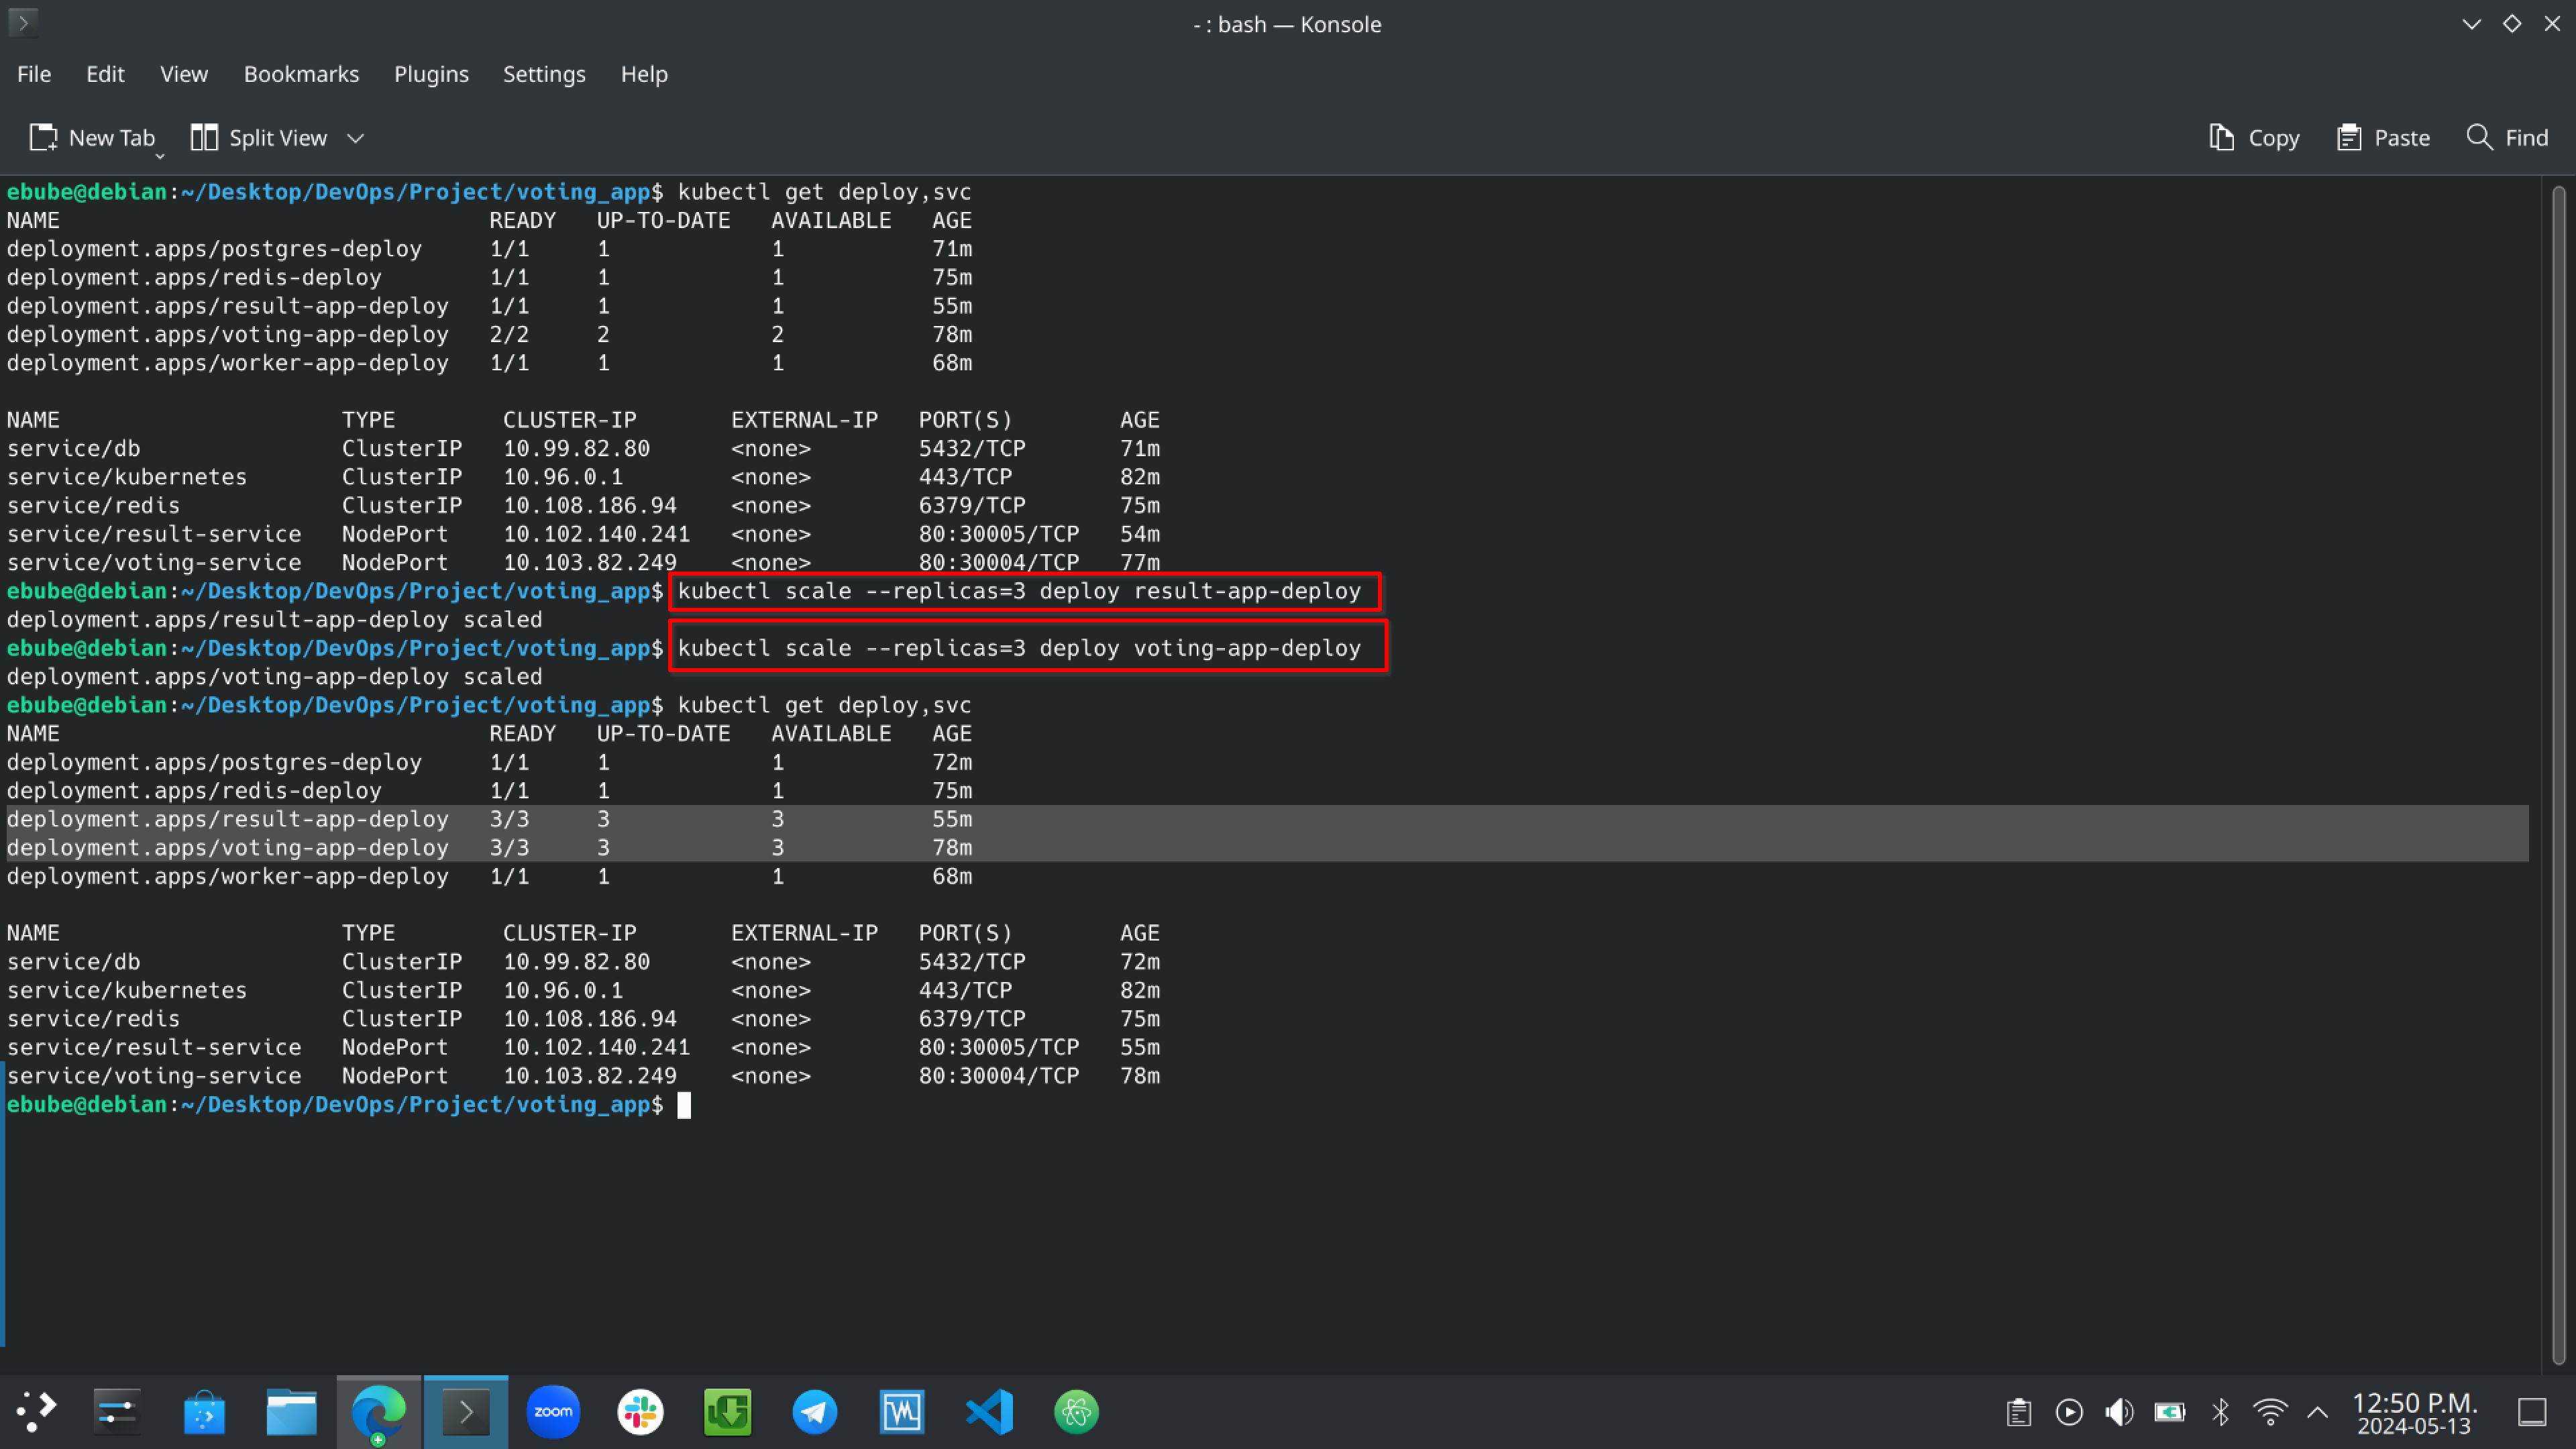 - : bash — Konsole
File Edit View Bookmarks Plugins Settings Help
New Tab Split View Copy Paste Find
ebube@debian:~/Desktop/DevOps/Project/voting_app$ kubectl get deploy,svc
NAME READY UP-TO-DATE AVAILABLE AGE
deployment.apps/postgres-deploy 1/1 1 1 71m
deployment.apps/redis-deploy 1/1 1 1 75m
deployment.apps/result-app-deploy 1/1 1 1 55m
deployment.apps/voting-app-deploy 2/2 2 2 78m
deployment.apps/worker-app-deploy 1/1 1 1 68m
NAME TYPE CLUSTER-IP EXTERNAL-IP PORT(S) AGE
service/db ClusterIP 10.99.82.80 <none> 5432/TCP 71m
service/kubernetes ClusterIP 10.96.0.1 <none> 443/TCP 82m
service/redis ClusterIP 10.108.186.94 <none> 6379/TCP 75m
service/result-service NodePort 10.102.140.241 <none> 80:30005/TCP 54m
service/voting-service NodePort 10.103.82.249 <none> 80:30004/TCP 77m
ebube@debian:~/Desktop/DevOps/Project/voting_app$ kubectl scale --replicas=3 deploy result-app-deploy
deployment.apps/result-app-deploy scaled
ebube@debian:~/Desktop/DevOps/Project/voting_app$ kubectl scale --replicas=3 deploy voting-app-deploy
deployment.apps/voting-app-deploy scaled
ebube@debian:~/Desktop/DevOps/Project/voting_app$ kubectl get deploy,svc
NAME READY UP-TO-DATE AVAILABLE AGE
deployment.apps/postgres-deploy 1/1 1 1 72m
deployment.apps/redis-deploy 1/1 1 1 75m
deployment.apps/result-app-deploy 3/3 3 3 55m
deployment.apps/voting-app-deploy 3/3 3 3 78m
deployment.apps/worker-app-deploy 1/1 1 1 68m
NAME TYPE CLUSTER-IP EXTERNAL-IP PORT(S) AGE
service/db ClusterIP 10.99.82.80 <none> 5432/TCP 72m
service/kubernetes ClusterIP 10.96.0.1 <none> 443/TCP 82m
service/redis ClusterIP 10.108.186.94 <none> 6379/TCP 75m
service/result-service NodePort 10.102.140.241 <none> 80:30005/TCP 55m
service/voting-service NodePort 10.103.82.249 <none> 80:30004/TCP 78m
ebube@debian:~/Desktop/DevOps/Project/voting_app$
zoom
12:50 P.M.
2024-05-13